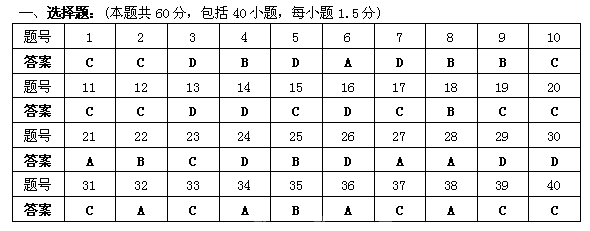 一、选择题：(本题共60分，包括40小题，每小题1.5分)
题号 1 2 3 4 5 6 7 8 9 10
答案 C C D B D A D B B C
题号 11 12 13 14 15 16 17 18 19 20
答案 C C D D C D C B C C
题号 21 22 23 24 25 26 27 28 29 30
答案 A B C D B D A A D D
题号 31 32 33 34 35 36 37 38 39 40
答案 C A C A B A C A C C